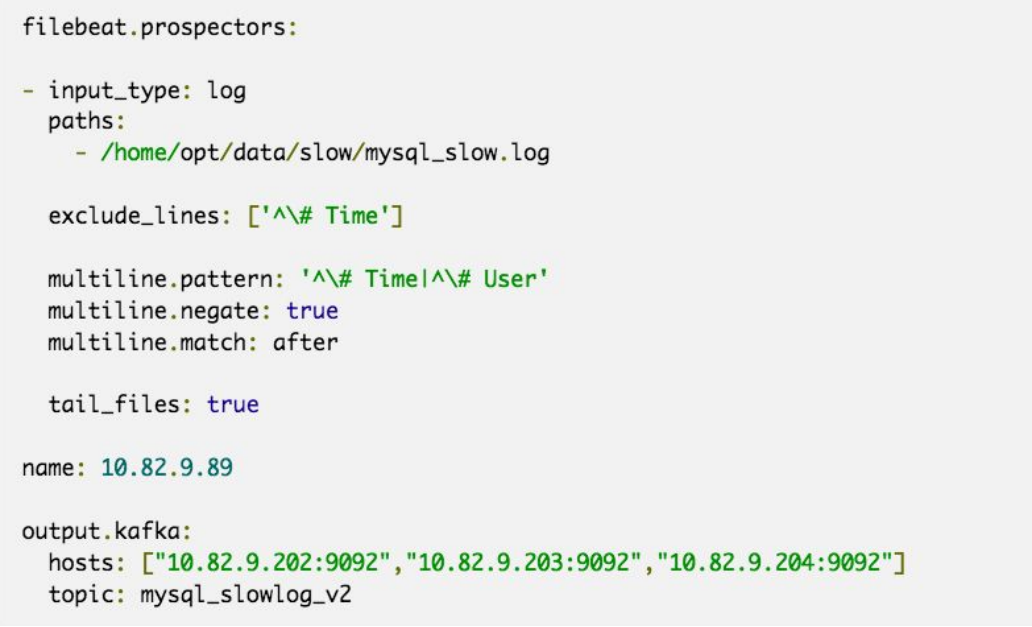 filebeat.prospectors:
- input_type: log
paths:
- /home/opt/data/slow/mysql_slow.log
exclude_lines: ['^\# Time']
multiline.pattern: '^\# Time|^\# User'
multiline.negate: true
multiline.match: after
tail_files: true
name: 10.82.9.89
output.kafka:
hosts: ["10.82.9.202:9092","10.82.9.203:9092","10.82.9.204:9092"]
topic: mysql_slowlog_v2